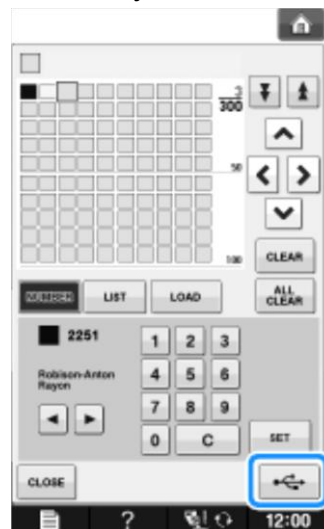 3
300
50
100
CLEAR
NUMBER LIST LOAD ALL CLEAR
2251
Robison-Anton
Rayon
1 2 3
4 5 6
7 8 9
0 C SET
CLOSE
? 12:00